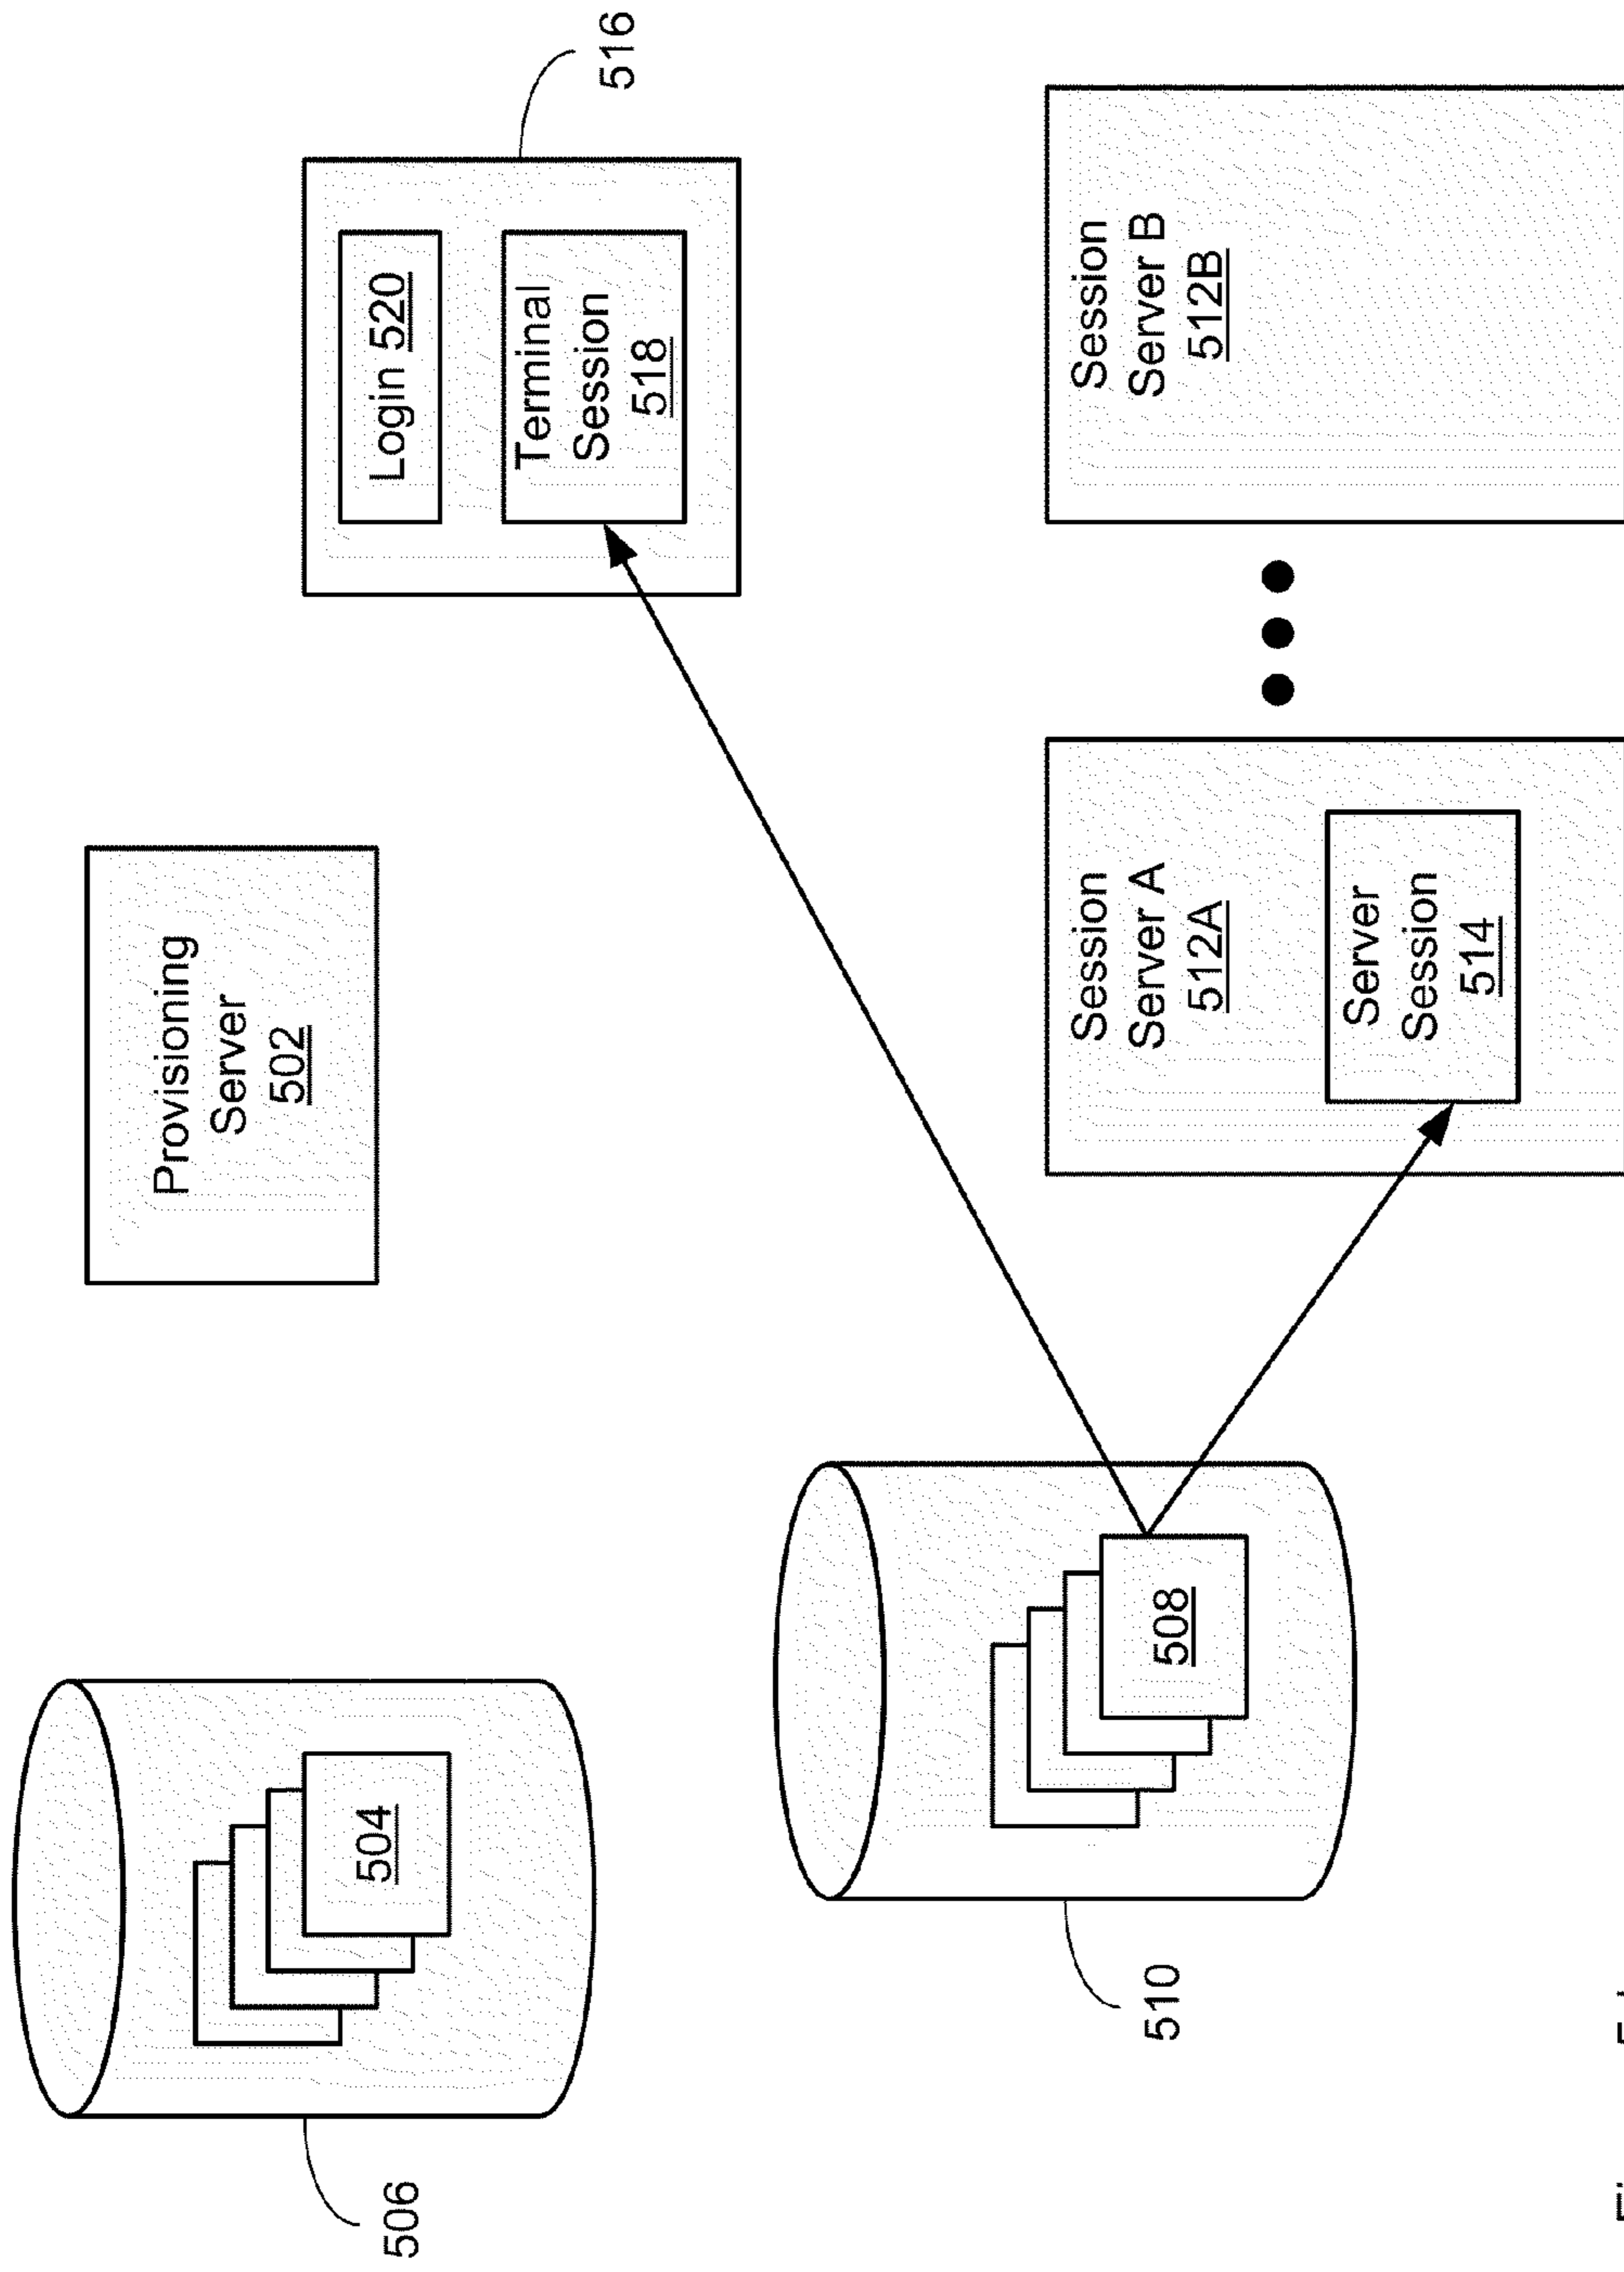 506
504
Provisioning
Server
502
516
Login 520
Terminal
Session
518
510
508
Session
Server A
512A
Server
Session
514
Session
Server B
512B